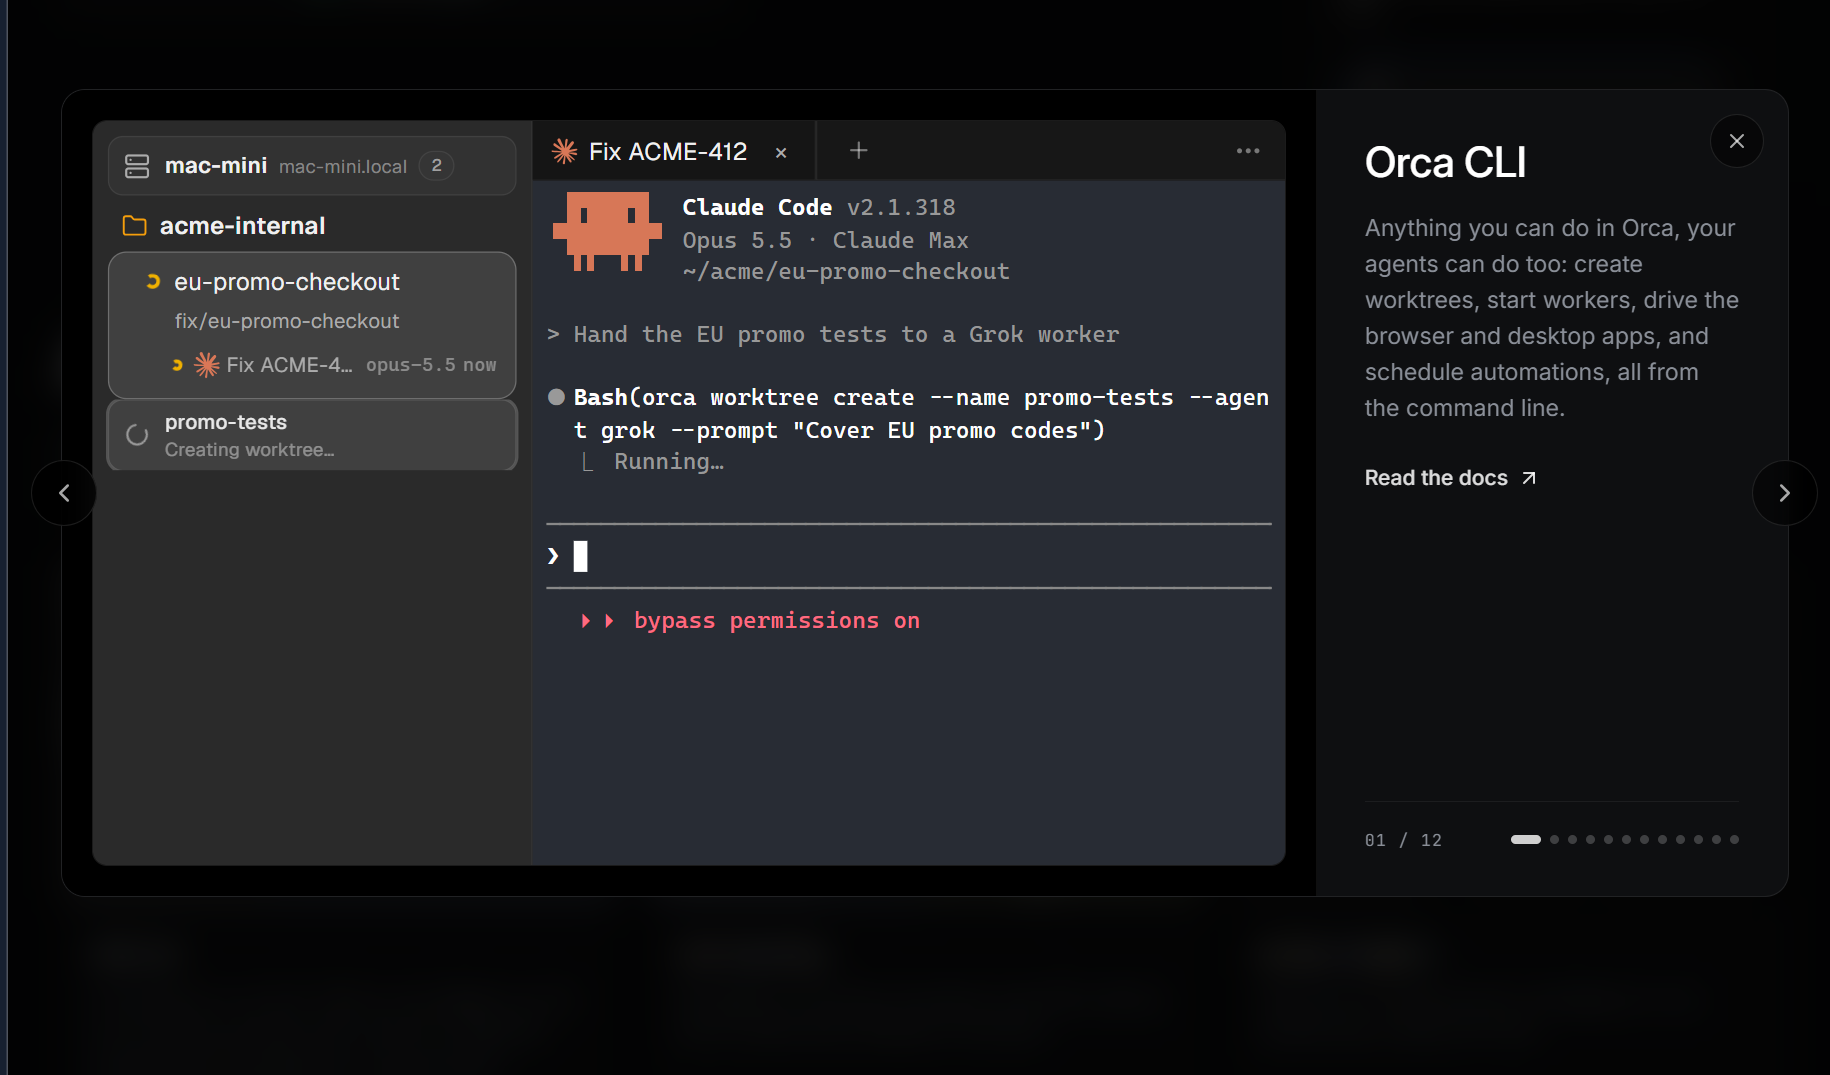 mac-mini mac-mini.local 2
acme-internal
eu-promo-checkout
fix/eu-promo-checkout
Fix ACME-4… opus-5.5 now
promo-tests
Creating worktree…
Fix ACME-412
Claude Code v2.1.318
Opus 5.5 · Claude Max
~/acme/eu-promo-checkout
> Hand the EU promo tests to a Grok worker
Bash(orca worktree create --name promo-tests --agen
t grok --prompt "Cover EU promo codes")
Running…
❯
bypass permissions on
Orca CLI
Anything you can do in Orca, your
agents can do too: create
worktrees, start workers, drive the
browser and desktop apps, and
schedule automations, all from
the command line.
Read the docs
01 / 12